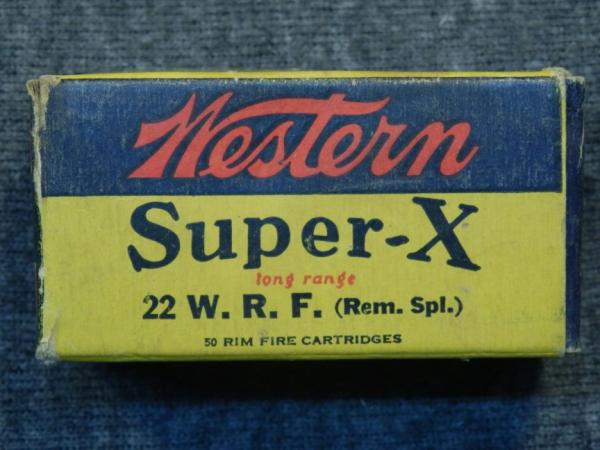 Western
Super-X
long range
22 W. R. F. (Rem. Spl.)
50 RIM FIRE CARTRIDGES